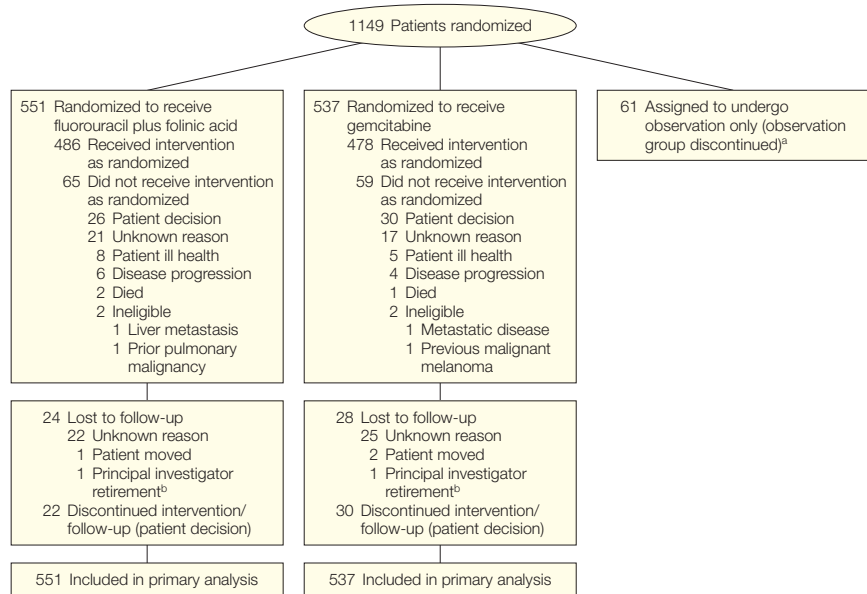 1149 Patients randomized
551 Randomized to receive
fluorouracil plus folinic acid
486 Received intervention
as randomized
65 Did not receive intervention
as randomized
26 Patient decision
21 Unknown reason
8 Patient ill health
6 Disease progression
2 Died
2 Ineligible
1 Liver metastasis
1 Prior pulmonary
malignancy
537 Randomized to receive
gemcitabine
478 Received intervention
as randomized
59 Did not receive intervention
as randomized
30 Patient decision
17 Unknown reason
5 Patient ill health
4 Disease progression
1 Died
2 Ineligible
1 Metastatic disease
1 Previous malignant
melanoma
61 Assigned to undergo
observation only (observation
group discontinued)ᵃ
24 Lost to follow-up
22 Unknown reason
1 Patient moved
1 Principal investigator
retirementᵇ
22 Discontinued intervention/
follow-up (patient decision)
28 Lost to follow-up
25 Unknown reason
2 Patient moved
1 Principal investigator
retirementᵇ
30 Discontinued intervention/
follow-up (patient decision)
551 Included in primary analysis
537 Included in primary analysis